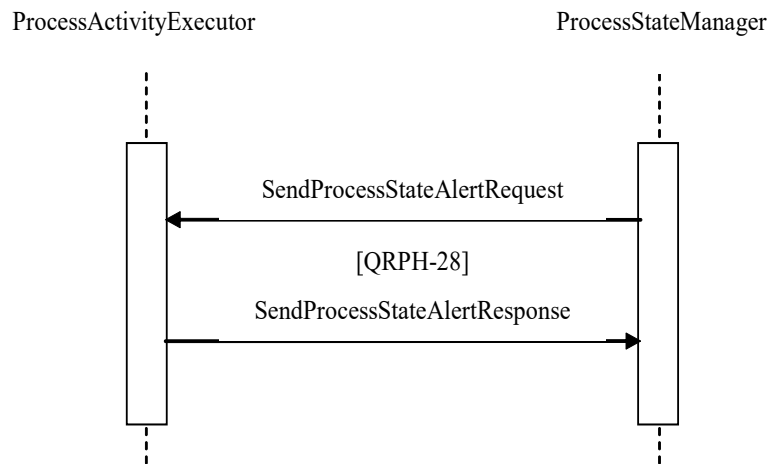 ProcessActivityExecutor
ProcessStateManager
SendProcessStateAlertRequest
[QRPH-28]
SendProcessStateAlertResponse